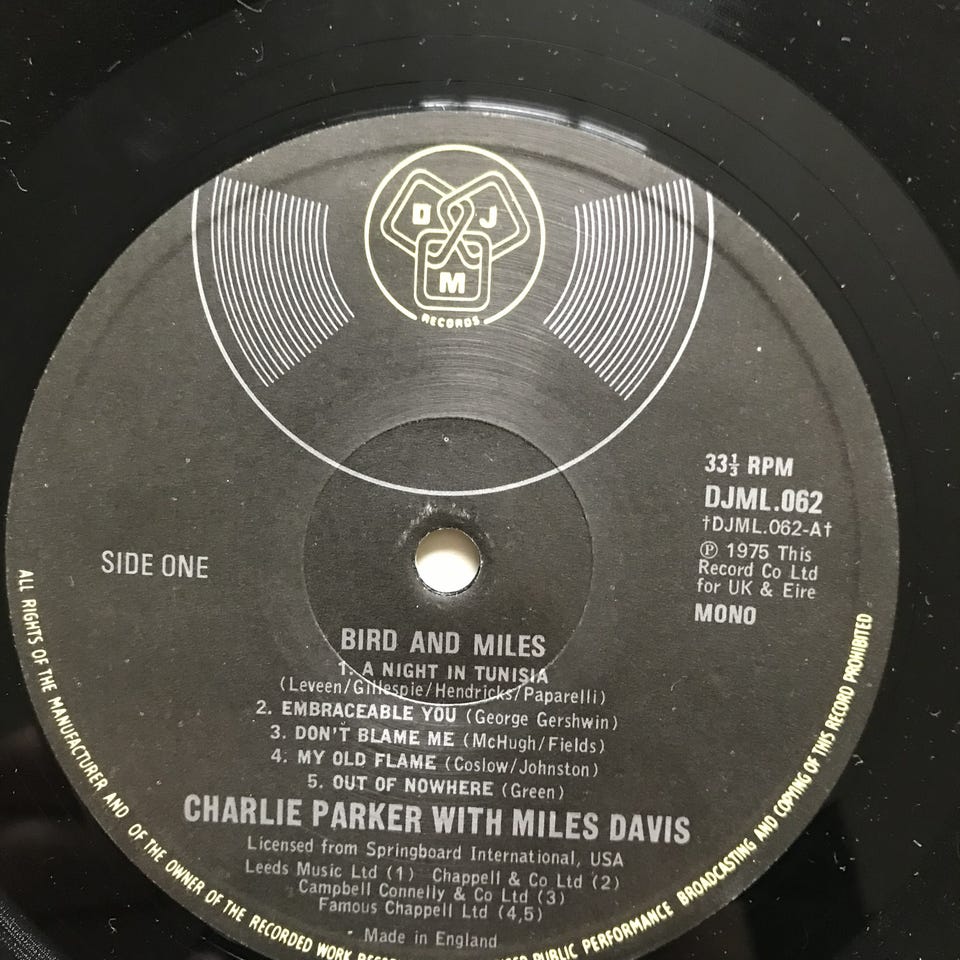 D J
M
RECORDS
33⅓ RPM
DJML.062
†DJML.062-A†
℗ 1975 This
Record Co Ltd
for UK & Eire
MONO
SIDE ONE
BIRD AND MILES
1. A NIGHT IN TUNISIA
(Leveen/Gillespie/Hendricks/Paparelli)
2. EMBRACEABLE YOU (George Gershwin)
3. DON'T BLAME ME (McHugh/Fields)
4. MY OLD FLAME (Coslow/Johnston)
5. OUT OF NOWHERE (Green)
CHARLIE PARKER WITH MILES DAVIS
Licensed from Springboard International, USA
Leeds Music Ltd (1) Chappell & Co Ltd (2)
Campbell Connelly & Co Ltd (3)
Famous Chappell Ltd (4,5)
Made in England
ALL RIGHTS OF THE MANUFACTURER AND OF THE OWNER OF THE RECORDED WORK PUBLIC PERFORMANCE BROADCASTING AND COPYING OF THIS RECORD PROHIBITED